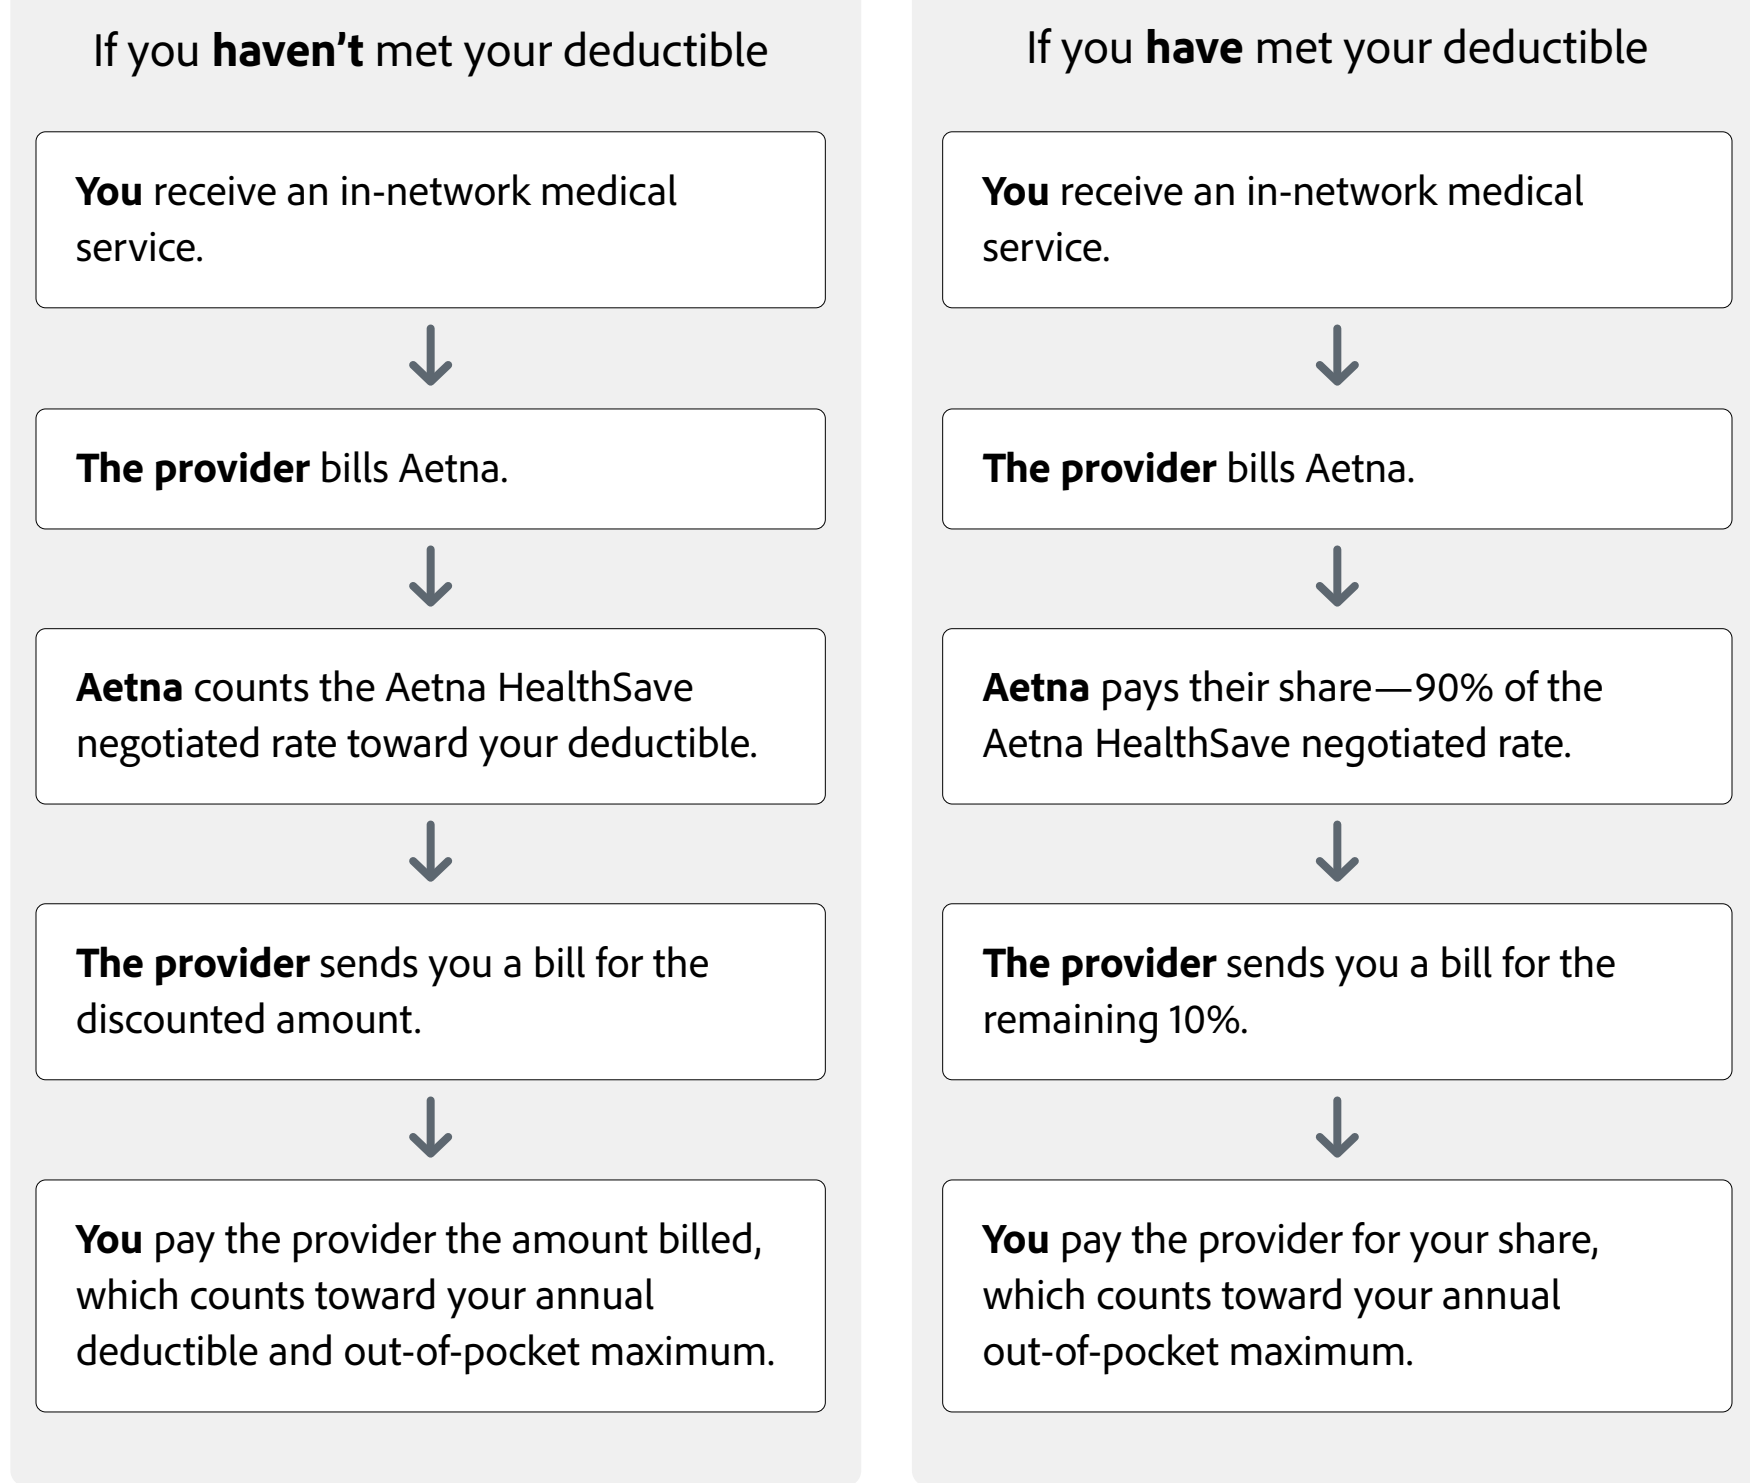 If you haven't met your deductible
You receive an in-network medical
service.
The provider bills Aetna.
Aetna counts the Aetna HealthSave
negotiated rate toward your deductible.
The provider sends you a bill for the
discounted amount.
You pay the provider the amount billed,
which counts toward your annual
deductible and out-of-pocket maximum.
If you have met your deductible
You receive an in-network medical
service.
The provider bills Aetna.
Aetna pays their share—90% of the
Aetna HealthSave negotiated rate.
The provider sends you a bill for the
remaining 10%.
You pay the provider for your share,
which counts toward your annual
out-of-pocket maximum.